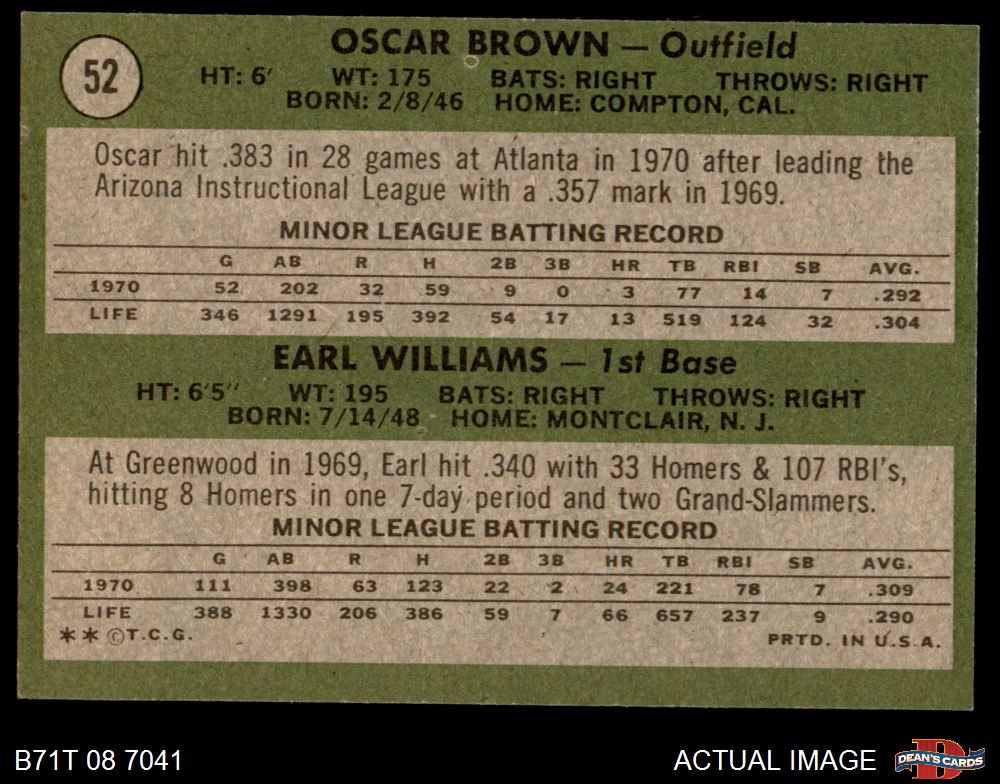 52
OSCAR BROWN — Outfield
HT: 6' WT: 175 BATS: RIGHT THROWS: RIGHT
BORN: 2/8/46 HOME: COMPTON, CAL.
Oscar hit .383 in 28 games at Atlanta in 1970 after leading the
Arizona Instructional League with a .357 mark in 1969.
MINOR LEAGUE BATTING RECORD
G AB R H 2B 3B HR TB RBI SB AVG.
1970 52 202 32 59 9 0 3 77 14 7 .292
LIFE 346 1291 195 392 54 17 13 519 124 32 .304
EARL WILLIAMS — 1st Base
HT: 6'5'' WT: 195 BATS: RIGHT THROWS: RIGHT
BORN: 7/14/48 HOME: MONTCLAIR, N. J.
At Greenwood in 1969, Earl hit .340 with 33 Homers & 107 RBI's,
hitting 8 Homers in one 7-day period and two Grand-Slammers.
MINOR LEAGUE BATTING RECORD
G AB R H 2B 3B HR TB RBI SB AVG.
1970 111 398 63 123 22 2 24 221 78 7 .309
LIFE 388 1330 206 386 59 7 66 657 237 9 .290
** ©T.C.G. PRTD. IN U.S.A.
B71T 08 7041 ACTUAL IMAGE D DEAN'S CARDS